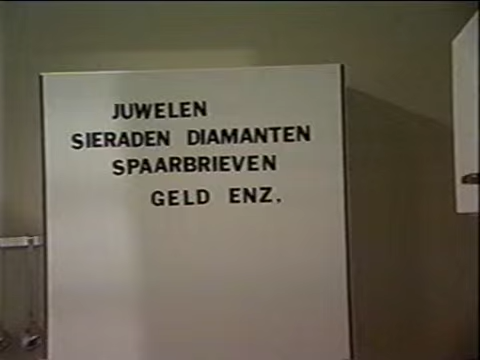 JUWELEN
SIERADEN DIAMANTEN
SPAARBRIEVEN
GELD ENZ.